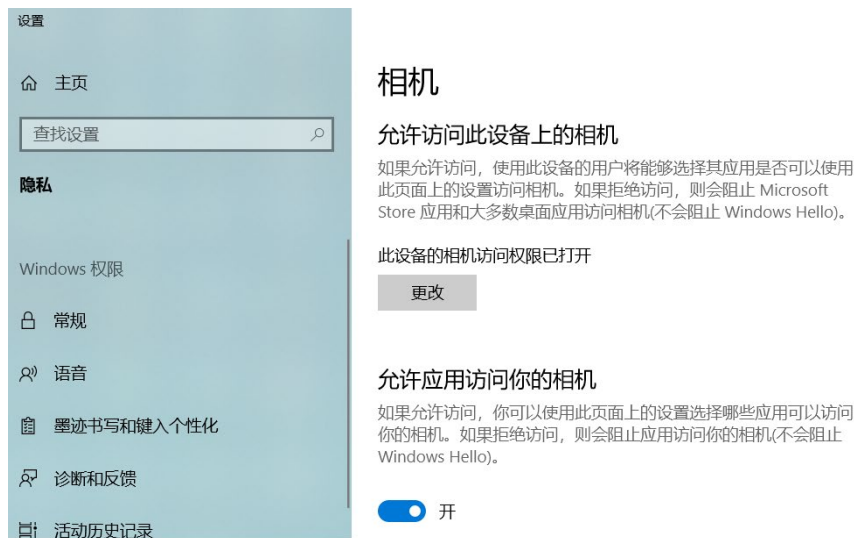 设置
主页
查找设置
隐私
Windows 权限
常规
语音
墨迹书写和键入个性化
诊断和反馈
活动历史记录
相机
允许访问此设备上的相机
如果允许访问，使用此设备的用户将能够选择其应用是否可以使用
此页面上的设置访问相机。如果拒绝访问，则会阻止 Microsoft
Store 应用和大多数桌面应用访问相机(不会阻止 Windows Hello)。
此设备的相机访问权限已打开
更改
允许应用访问你的相机
如果允许访问，你可以使用此页面上的设置选择哪些应用可以访问
你的相机。如果拒绝访问，则会阻止应用访问你的相机(不会阻止
Windows Hello)。
开